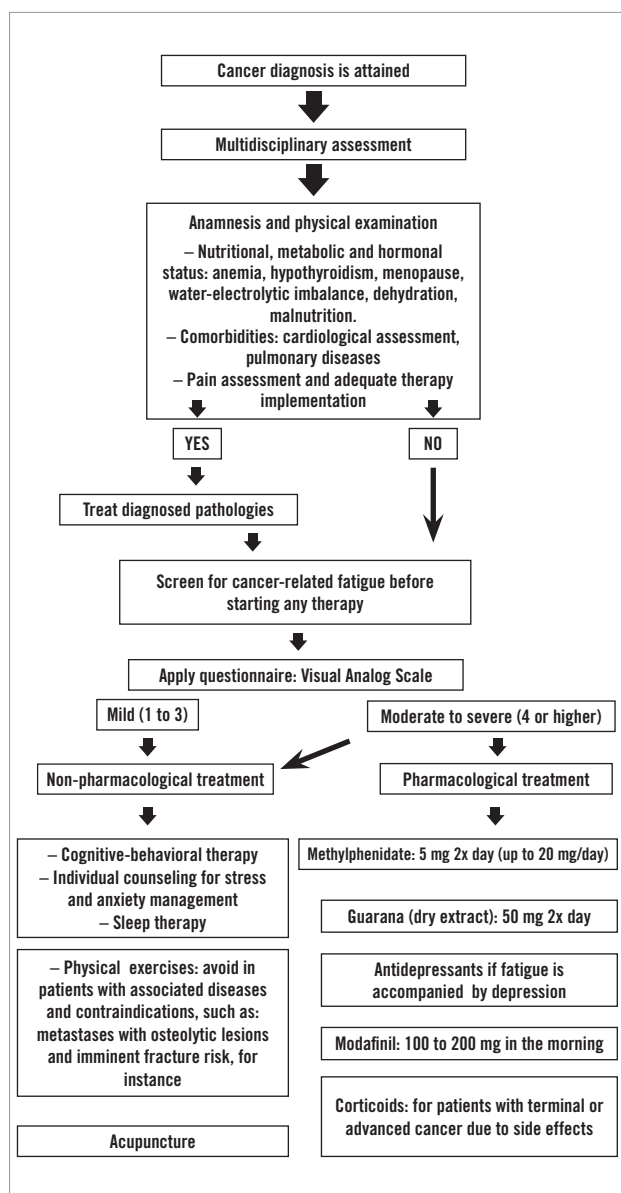 Cancer diagnosis is attained
Multidisciplinary assessment
Anamnesis and physical examination
– Nutritional, metabolic and hormonal
status: anemia, hypothyroidism, menopause,
water-electrolytic imbalance, dehydration,
malnutrition.
– Comorbidities: cardiological assessment,
pulmonary diseases
– Pain assessment and adequate therapy
implementation
YES
NO
Treat diagnosed pathologies
Screen for cancer-related fatigue before
starting any therapy
Apply questionnaire: Visual Analog Scale
Mild (1 to 3)
Moderate to severe (4 or higher)
Non-pharmacological treatment
Pharmacological treatment
– Cognitive-behavioral therapy
– Individual counseling for stress
and anxiety management
– Sleep therapy
– Physical exercises: avoid in
patients with associated diseases
and contraindications, such as:
metastases with osteolytic lesions
and imminent fracture risk, for
instance
Acupuncture
Methylphenidate: 5 mg 2x day (up to 20 mg/day)
Guarana (dry extract): 50 mg 2x day
Antidepressants if fatigue is
accompanied by depression
Modafinil: 100 to 200 mg in the morning
Corticoids: for patients with terminal or
advanced cancer due to side effects